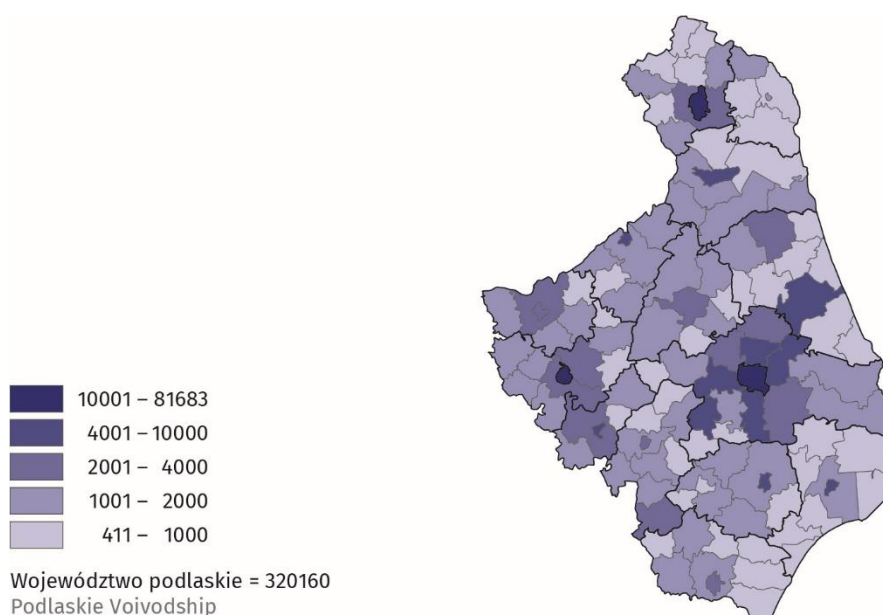 10001 – 81683
4001 – 10000
2001 – 4000
1001 – 2000
411 – 1000
Województwo podlaskie = 320160
Podlaskie Voivodship